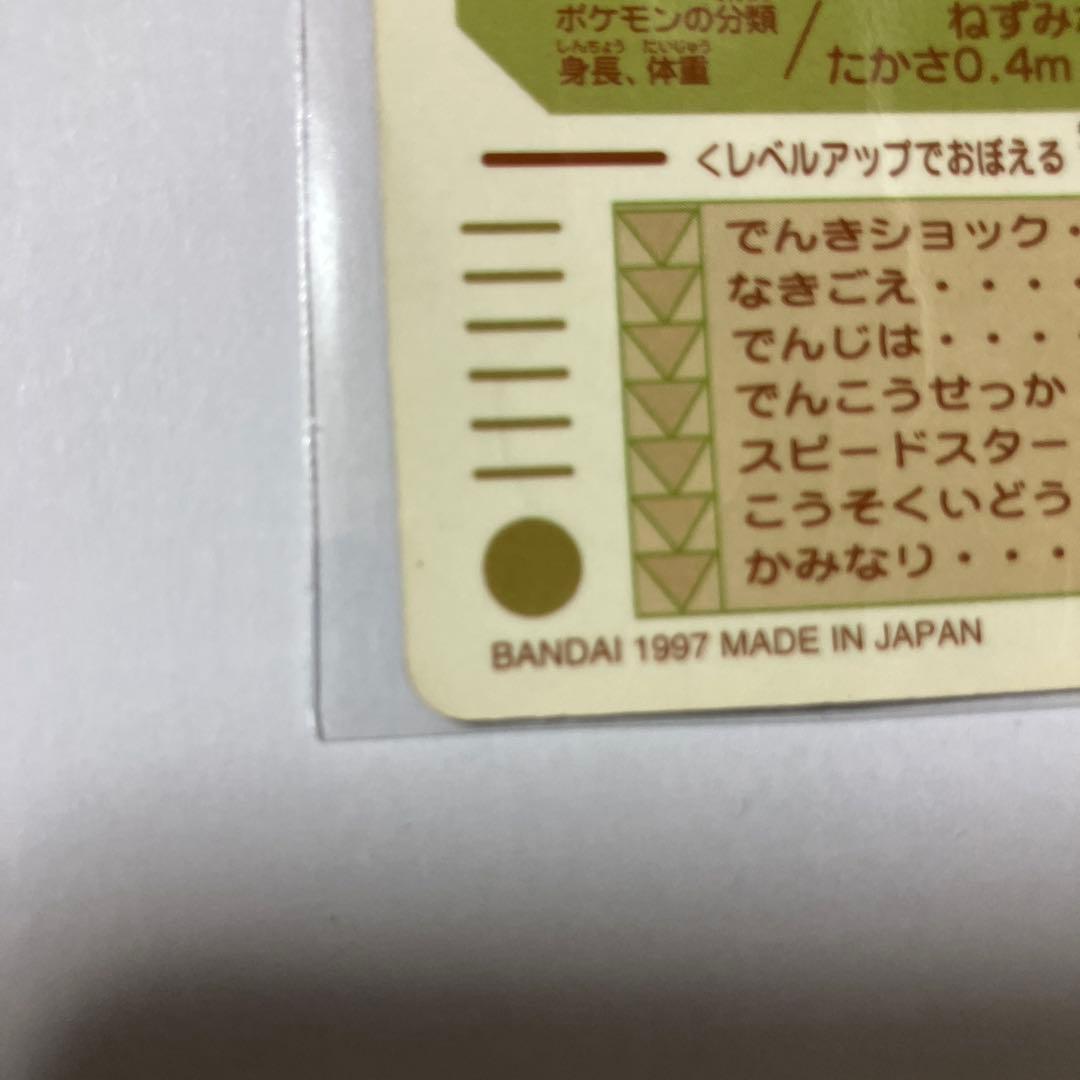 ポケモンの分類 / ねずみ
しんちょう たいじゅう
身長、体重 たかさ0.4m
<レベルアップでおぼえる
でんきショック・
なきごえ・・・・
でんじは・・・・
でんこうせっか
スピードスター
こうそくいどう
かみなり・・・
BANDAI 1997 MADE IN JAPAN